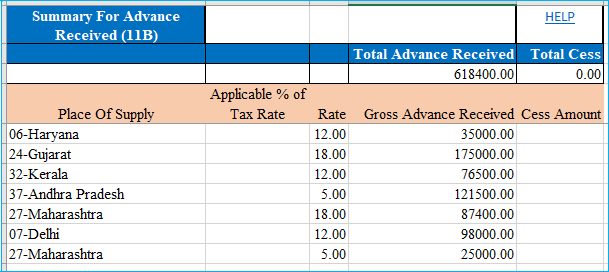 Summary For Advance Received (11B) HELP
Total Advance Received Total Cess
618400.00 0.00
Place Of Supply Applicable % of Tax Rate Rate Gross Advance Received Cess Amount
06-Haryana 12.00 35000.00
24-Gujarat 18.00 175000.00
32-Kerala 12.00 76500.00
37-Andhra Pradesh 5.00 121500.00
27-Maharashtra 18.00 87400.00
07-Delhi 12.00 98000.00
27-Maharashtra 5.00 25000.00